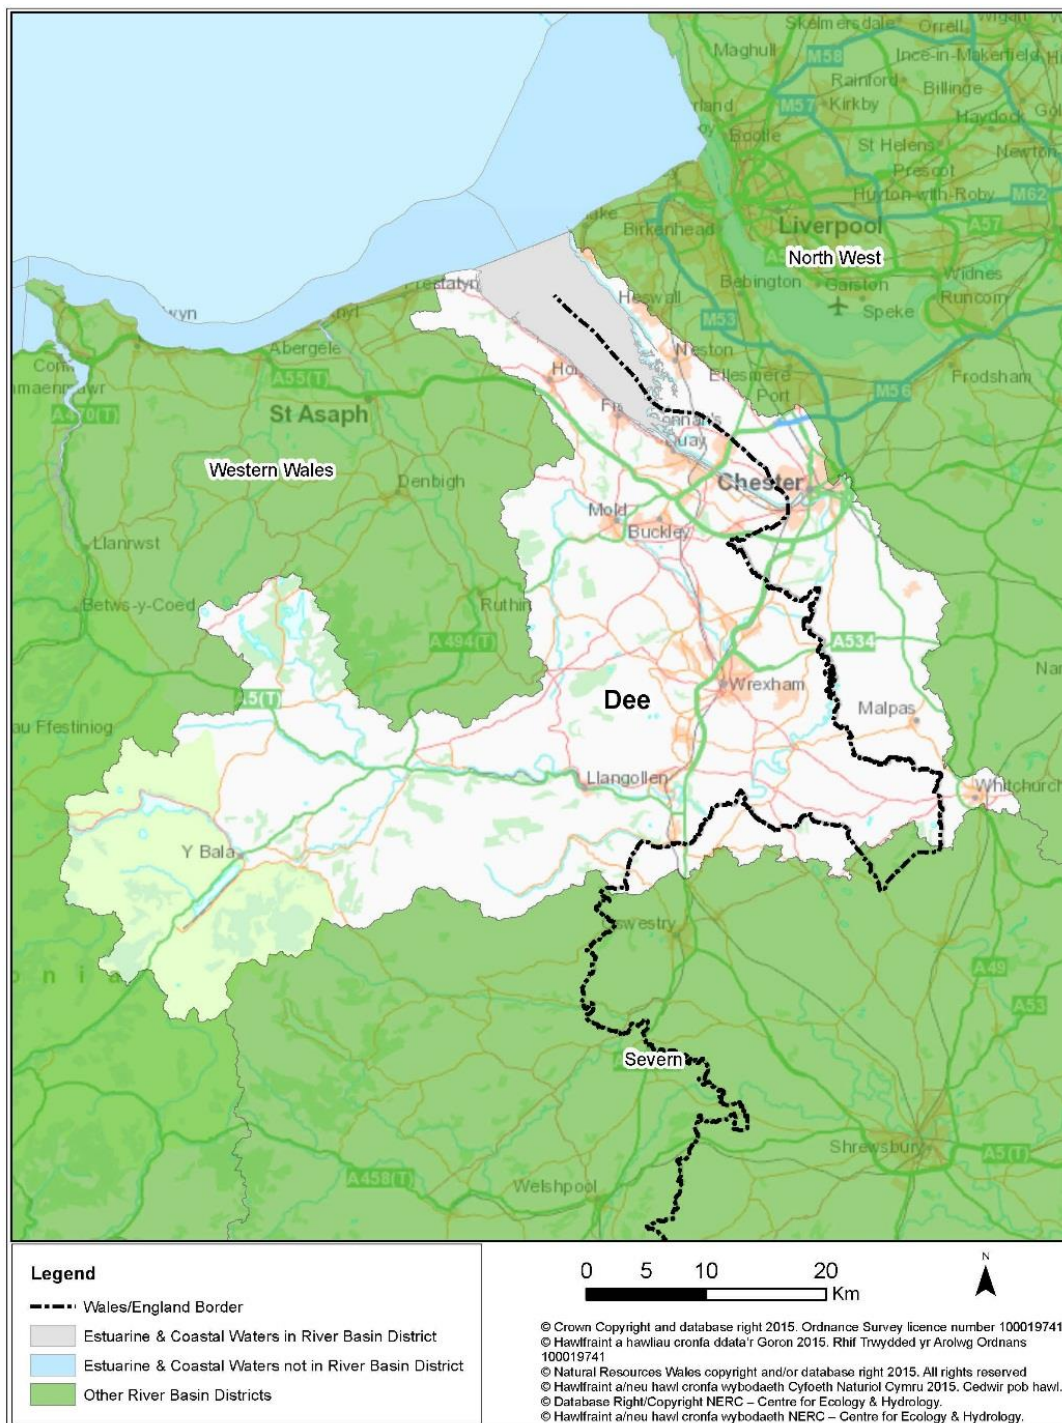 Skelmersdale
Orrell
Wigan
Maghull
M58
Ince-in-Makerfield
Rainford
Billinge
M57
Kirkby
Haydock
Bootle
St Helens
Newton
Prescot
Huyton-with-Roby
M62
Birkenhead
Liverpool
A57
North West
Bebington
Garston
Widnes
Speke
Runcorn
Heswall
M53
Neston
Ellesmere
Port
M56
Frodsham
Prestatyn
Abergele
A55(T)
A470(T)
St Asaph
Quay
Western Wales
Denbigh
Chester
Mold
Buckley
Llanrwst
Betws-y-Coed
Ruthin
A494(T)
A534
A5(T)
Dee
Wrexham
Malpas
au Ffestiniog
Llangollen
Whitchurch
Y Bala
Oswestry
A49
A53
n i a
Severn
Shrewsbury
A5(T)
A458(T)
Welshpool
Legend
Wales/England Border
Estuarine & Coastal Waters in River Basin District
Estuarine & Coastal Waters not in River Basin District
Other River Basin Districts
0 5 10 20
Km
N
© Crown Copyright and database right 2015. Ordnance Survey licence number 100019741
© Hawlfraint a hawliau cronfa ddata'r Goron 2015. Rhif Trwydded yr Arolwg Ordnans
100019741
© Natural Resources Wales copyright and/or database right 2015. All rights reserved
© Hawlfraint a/neu hawl cronfa wybodaeth Cyfoeth Naturiol Cymru 2015. Cedwir pob hawl.
© Database Right/Copyright NERC – Centre for Ecology & Hydrology.
© Hawlfraint a/neu hawl cronfa wybodaeth NERC – Centre for Ecology & Hydrology.